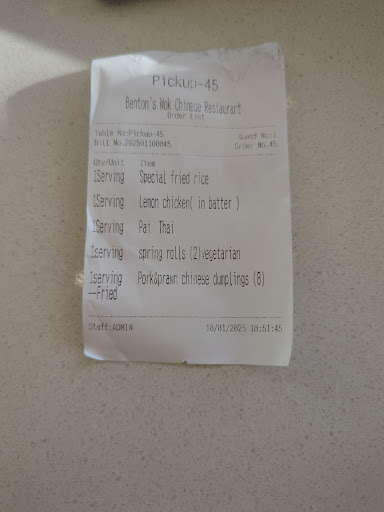 Pickup-45
Benton's Wok Chinese Restaurant
Order List
Table No:Pickup-45 Guest No:1
Bill No.202501100045 Order No.45
Qty/Unit Item
1Serving Special fried rice
1Serving Lemon chicken( in batter )
1Serving Pai Thai
1serving spring rolls (2)vegetarian
1serving Pork&prawn chinese dumplings (8)
--Fried
Staff:ADMIN 10/01/2025 18:51:45